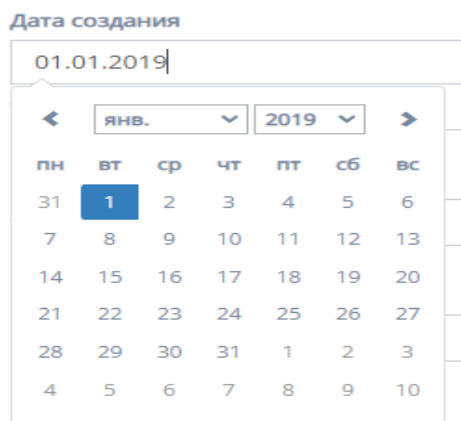 Дата создания
01.01.2019
янв. 2019
пн вт ср чт пт сб вс
31 1 2 3 4 5 6
7 8 9 10 11 12 13
14 15 16 17 18 19 20
21 22 23 24 25 26 27
28 29 30 31 1 2 3
4 5 6 7 8 9 10